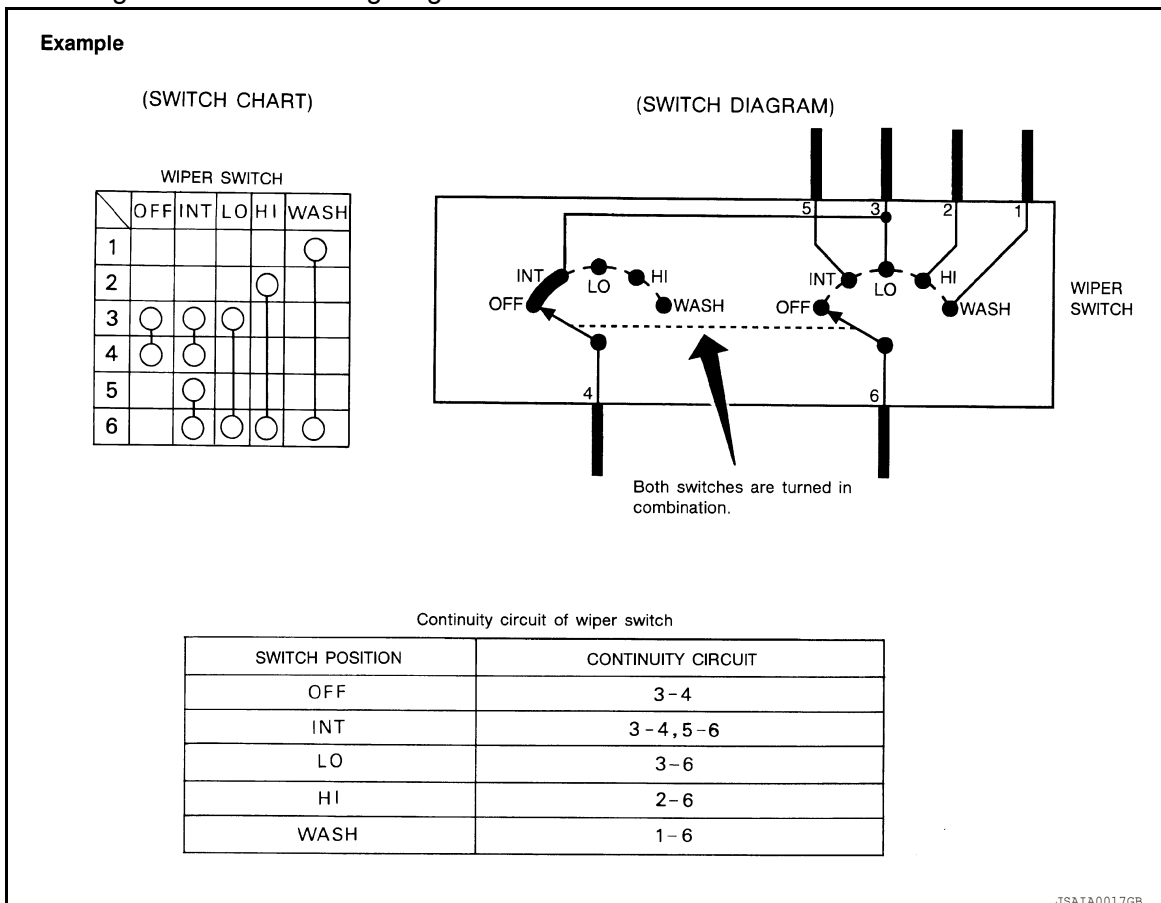 Example
(SWITCH CHART)
(SWITCH DIAGRAM)
WIPER SWITCH
OFF INT LO HI WASH
1
2
3
4
5
6
5 3 2 1
INT LO HI
OFF WASH
INT LO HI
OFF WASH
WIPER
SWITCH
4 6
Both switches are turned in
combination.
Continuity circuit of wiper switch
SWITCH POSITION CONTINUITY CIRCUIT
OFF 3-4
INT 3-4,5-6
LO 3-6
HI 2-6
WASH 1-6
JSAIA0017GB